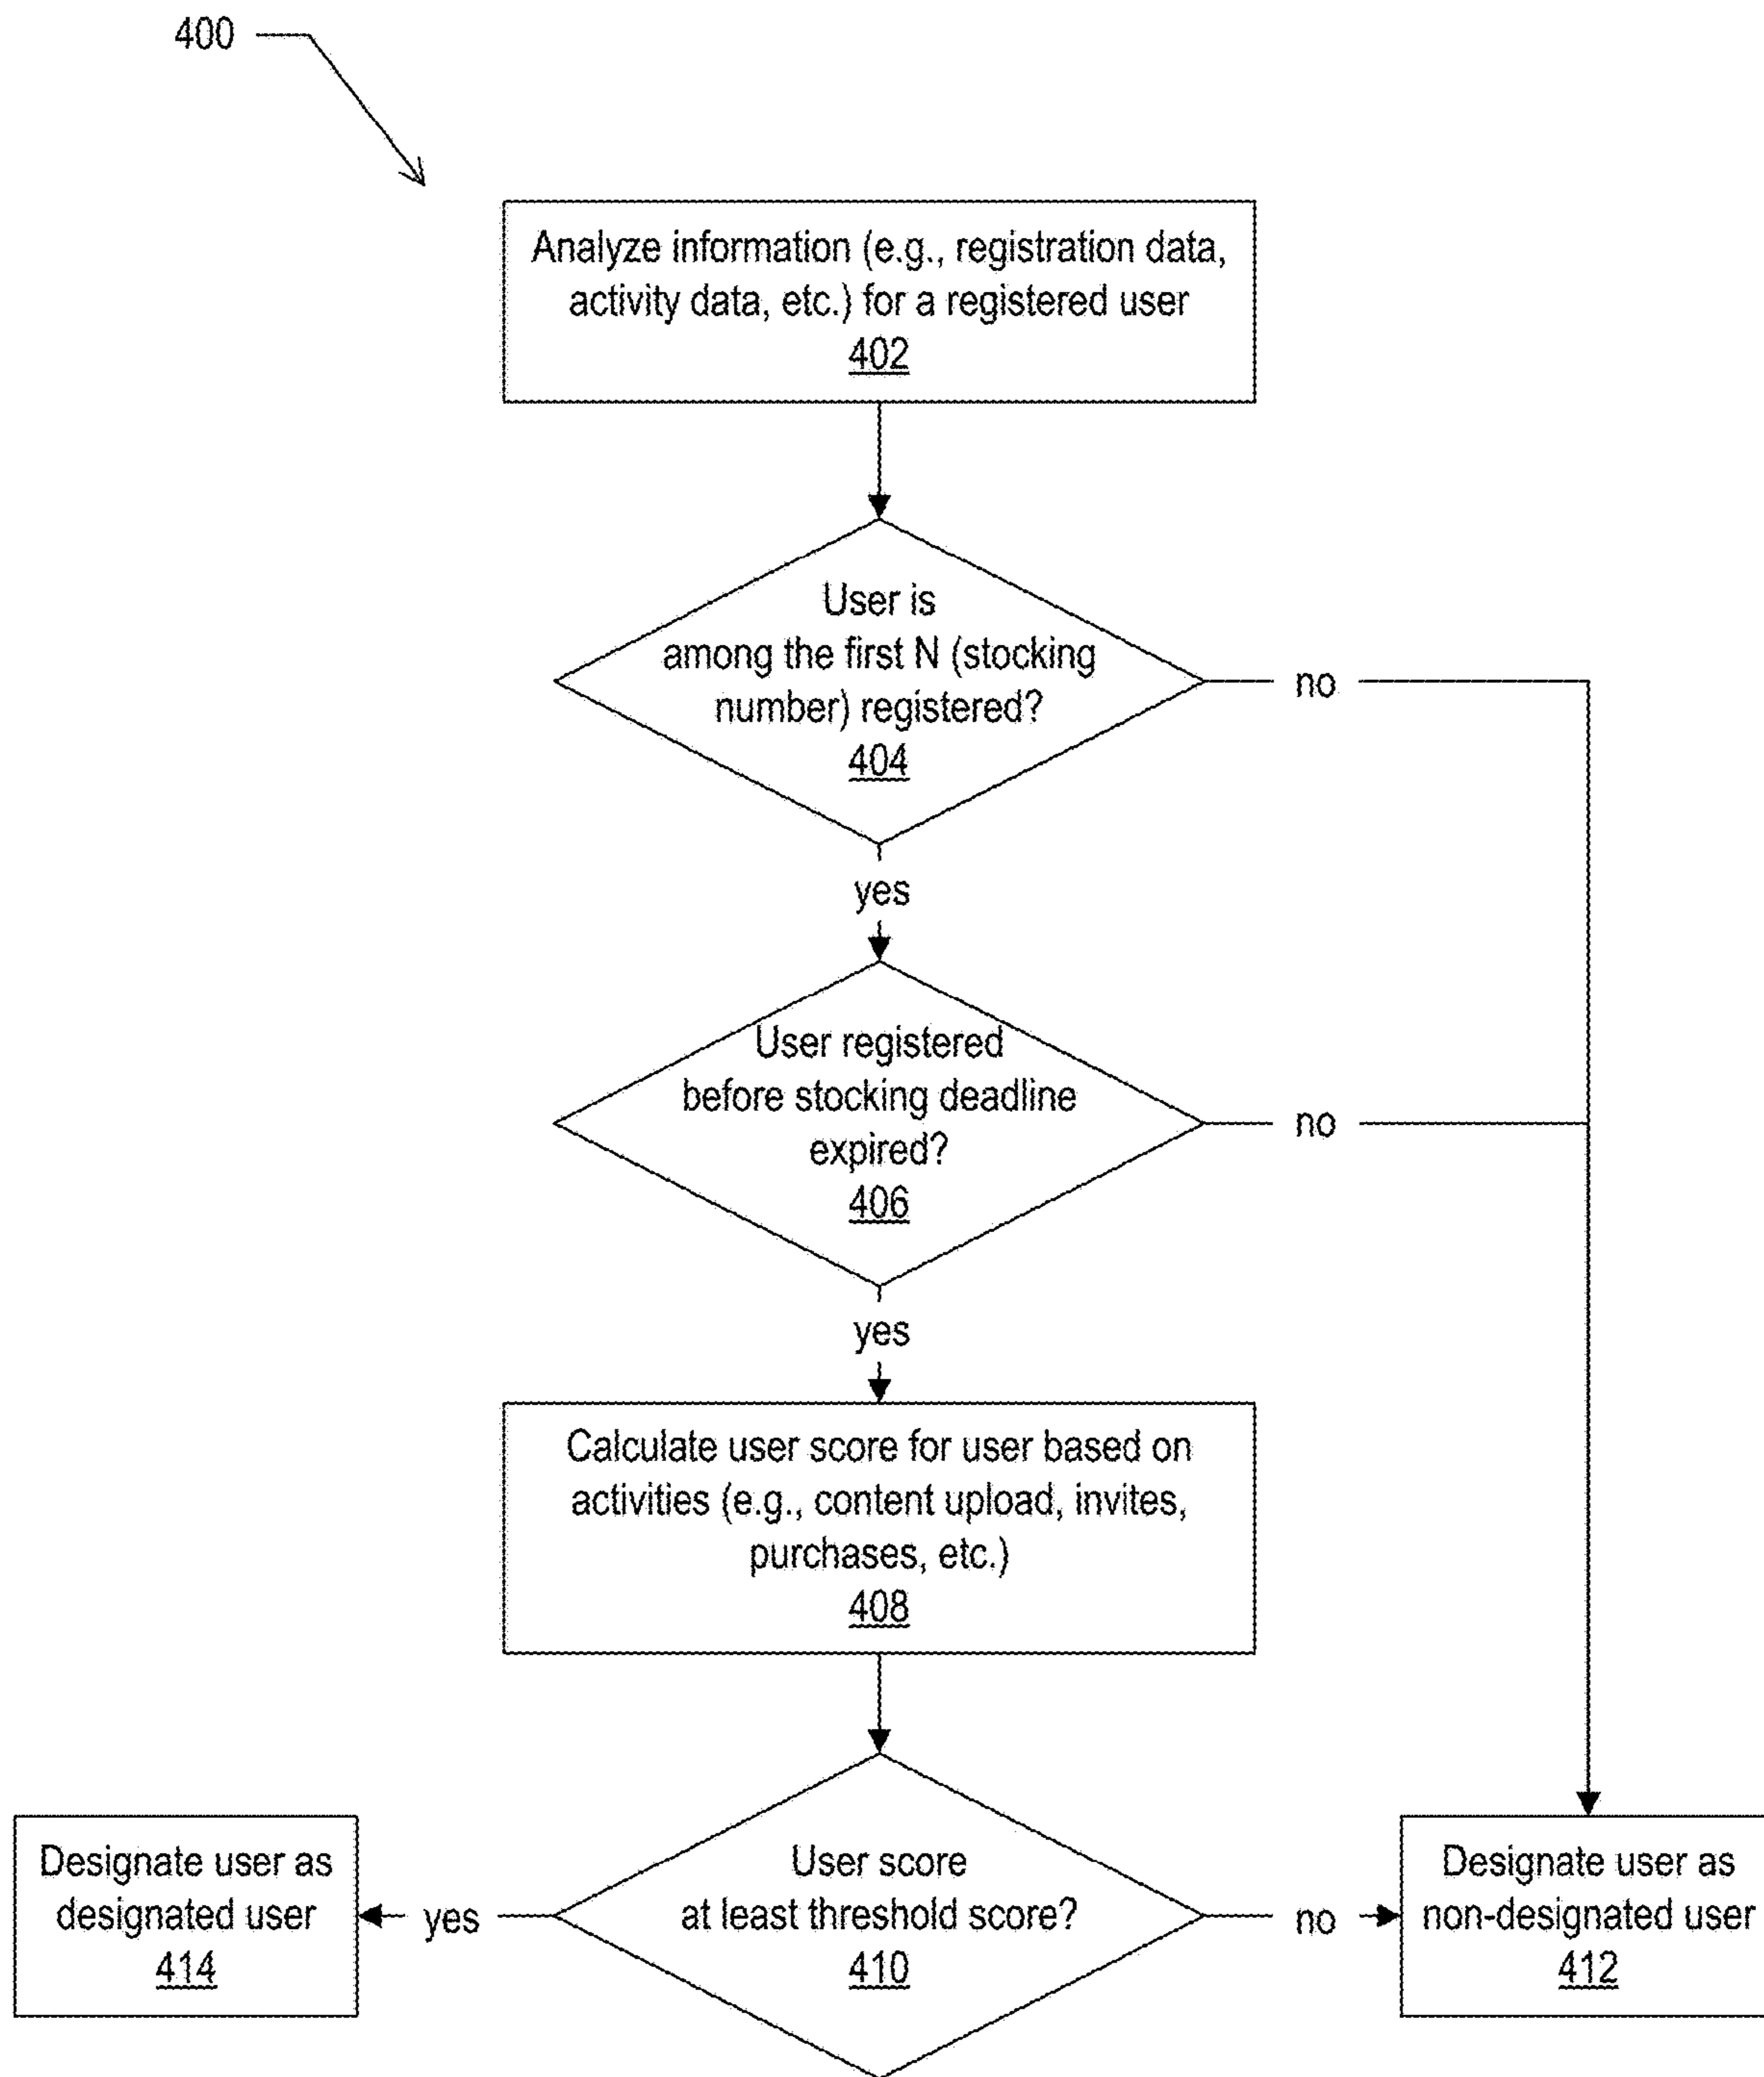 400
Analyze information (e.g., registration data,
activity data, etc.) for a registered user
402
User is
among the first N (stocking
number) registered?
404
no
yes
User registered
before stocking deadline
expired?
406
no
yes
Calculate user score for user based on
activities (e.g., content upload, invites,
purchases, etc.)
408
Designate user as
designated user
414
yes
User score
at least threshold score?
410
no
Designate user as
non-designated user
412